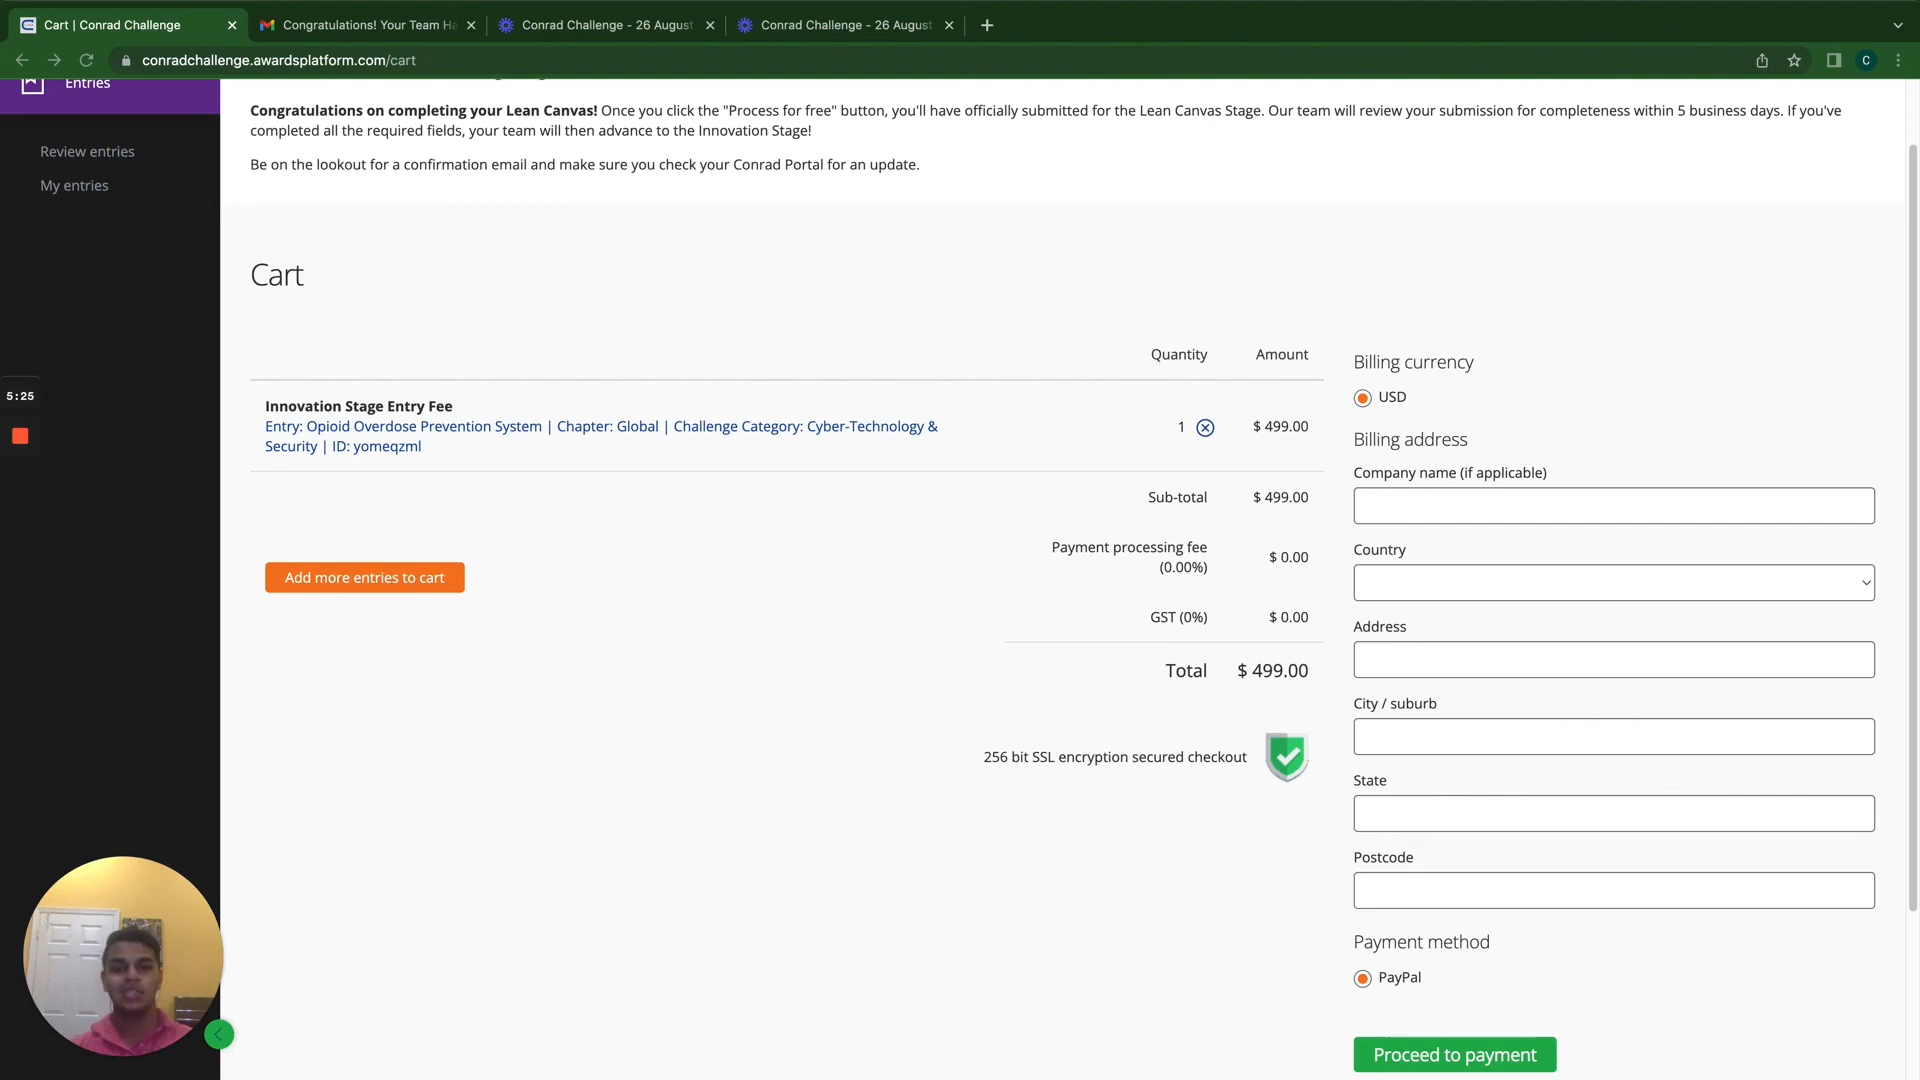 Cart | Conrad Challenge
Congratulations! Your Team Ha
Conrad Challenge - 26 August
Conrad Challenge - 26 August
conradchallenge.awardsplatform.com/cart
C
Entries
Review entries
My entries
5:25
Congratulations on completing your Lean Canvas! Once you click the "Process for free" button, you'll have officially submitted for the Lean Canvas Stage. Our team will review your submission for completeness within 5 business days. If you've
completed all the required fields, your team will then advance to the Innovation Stage!
Be on the lookout for a confirmation email and make sure you check your Conrad Portal for an update.
Cart
Quantity Amount
Innovation Stage Entry Fee
Entry: Opioid Overdose Prevention System | Chapter: Global | Challenge Category: Cyber-Technology &
Security | ID: yomeqzml
1 $ 499.00
Sub-total $ 499.00
Payment processing fee
(0.00%) $ 0.00
GST (0%) $ 0.00
Total $ 499.00
Add more entries to cart
256 bit SSL encryption secured checkout
Billing currency
USD
Billing address
Company name (if applicable)
Country
Address
City / suburb
State
Postcode
Payment method
PayPal
Proceed to payment